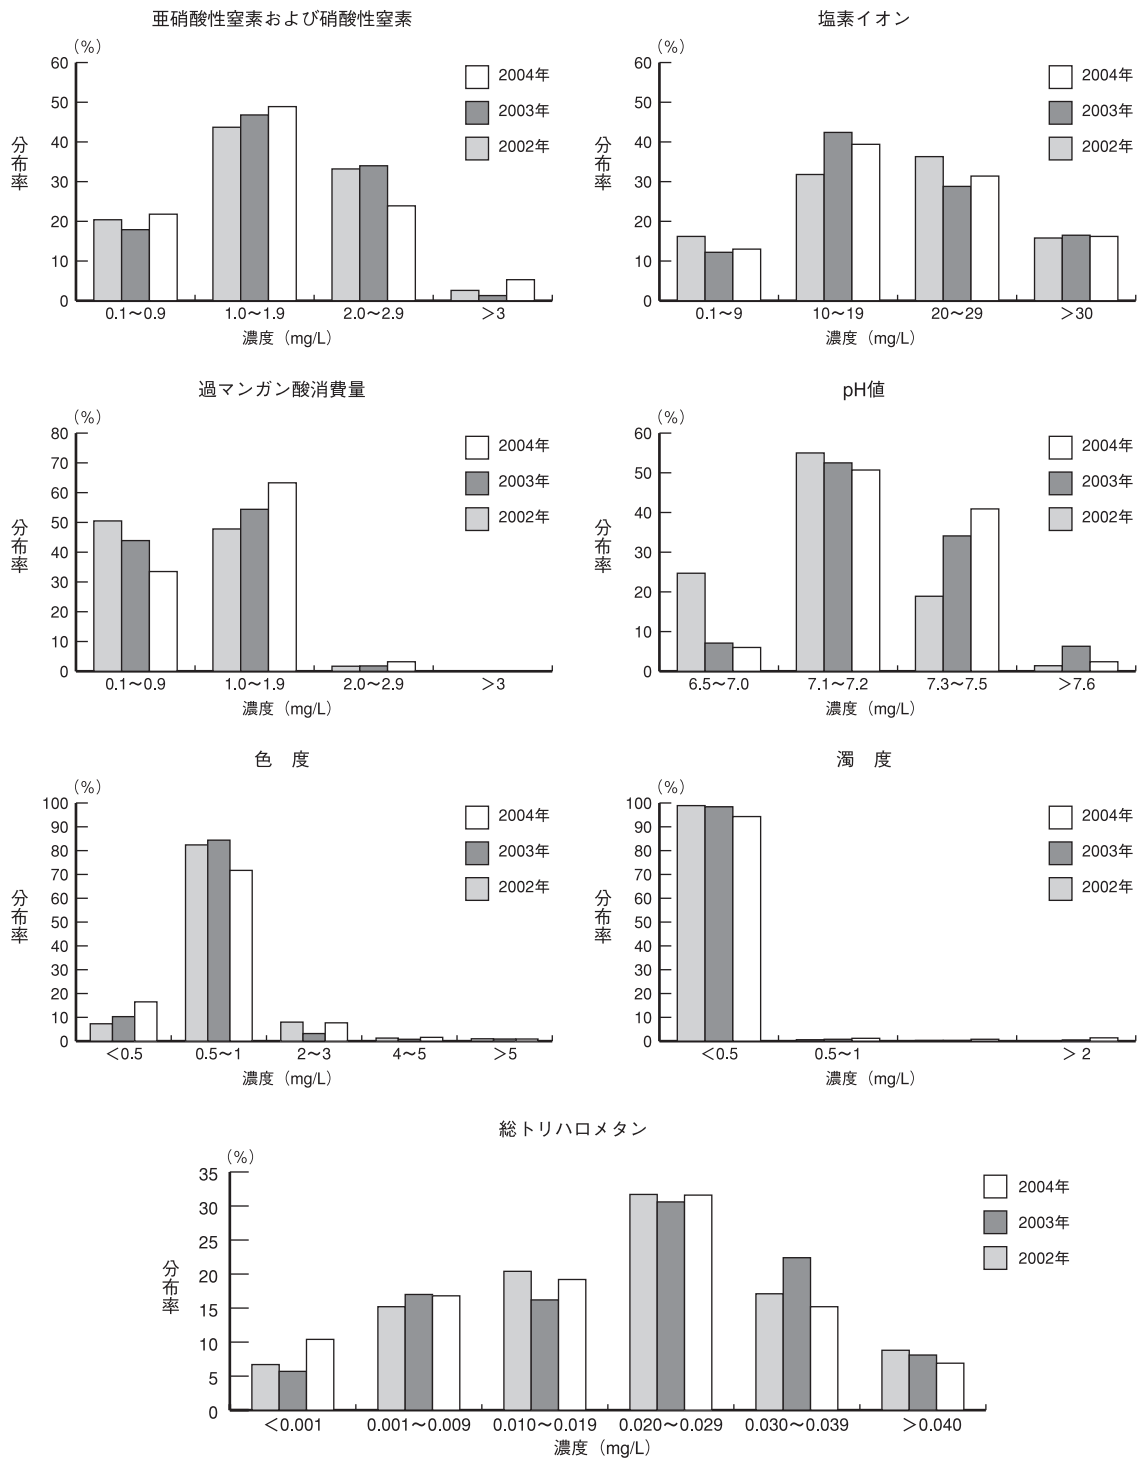 亜硝酸性窒素および硝酸性窒素
(%)
60
50
40
30
20
10
0
分布率
2004年
2003年
2002年
0.1〜0.9 1.0〜1.9 2.0〜2.9 >3
濃度（mg/L）
塩素イオン
(%)
60
50
40
30
20
10
0
分布率
2004年
2003年
2002年
0.1〜9 10〜19 20〜29 >30
濃度（mg/L）
過マンガン酸消費量
(%)
80
70
60
50
40
30
20
10
0
分布率
2004年
2003年
2002年
0.1〜0.9 1.0〜1.9 2.0〜2.9 >3
濃度（mg/L）
pH値
(%)
60
50
40
30
20
10
0
分布率
2004年
2003年
2002年
6.5〜7.0 7.1〜7.2 7.3〜7.5 >7.6
濃度（mg/L）
色　度
(%)
100
90
80
70
60
50
40
30
20
10
0
分布率
2004年
2003年
2002年
<0.5 0.5〜1 2〜3 4〜5 >5
濃度（mg/L）
濁　度
(%)
100
90
80
70
60
50
40
30
20
10
0
分布率
2004年
2003年
2002年
<0.5 0.5〜1 > 2
濃度（mg/L）
総トリハロメタン
(%)
35
30
25
20
15
10
5
0
分布率
2004年
2003年
2002年
<0.001 0.001〜0.009 0.010〜0.019 0.020〜0.029 0.030〜0.039 >0.040
濃度（mg/L）